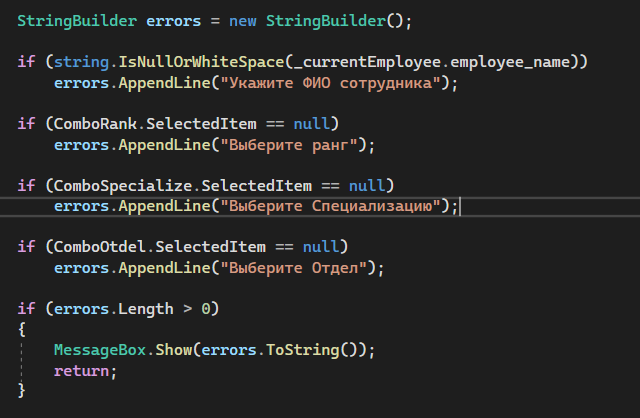 StringBuilder errors = new StringBuilder();
if (string.IsNullOrWhiteSpace(_currentEmployee.employee_name))
errors.AppendLine("Укажите ФИО сотрудника");
if (ComboRank.SelectedItem == null)
errors.AppendLine("Выберите ранг");
if (ComboSpecialize.SelectedItem == null)
errors.AppendLine("Выберите Специализацию");
if (ComboOtdel.SelectedItem == null)
errors.AppendLine("Выберите Отдел");
if (errors.Length > 0)
{
MessageBox.Show(errors.ToString());
return;
}